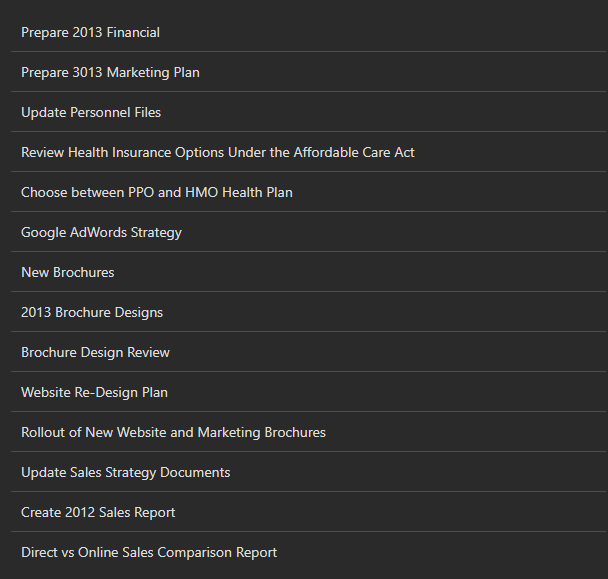 Prepare 2013 Financial
Prepare 3013 Marketing Plan
Update Personnel Files
Review Health Insurance Options Under the Affordable Care Act
Choose between PPO and HMO Health Plan
Google AdWords Strategy
New Brochures
2013 Brochure Designs
Brochure Design Review
Website Re-Design Plan
Rollout of New Website and Marketing Brochures
Update Sales Strategy Documents
Create 2012 Sales Report
Direct vs Online Sales Comparison Report